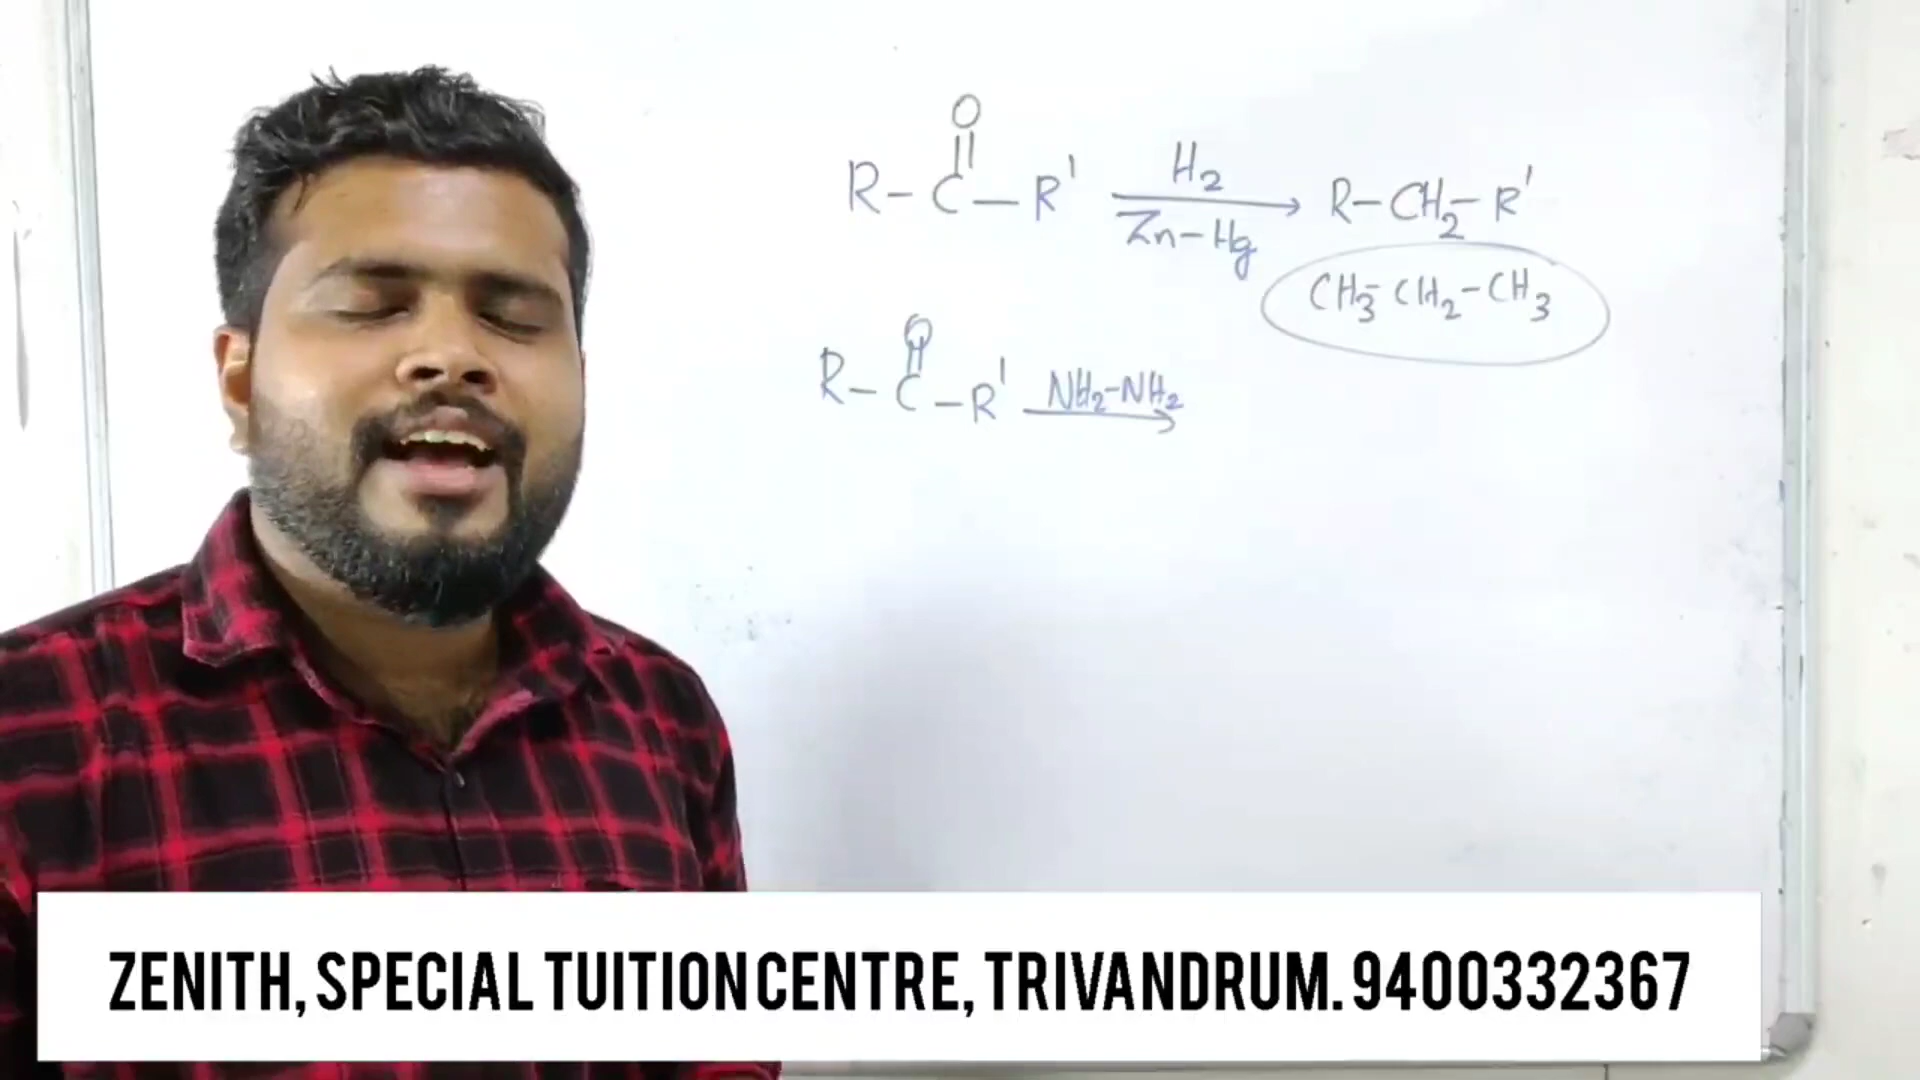 O
||
R-C-R' H2 Zn-Hg → R-CH2-R'
CH3-CH2-CH3
O
||
R-C-R' NH2-NH2 →
ZENITH, SPECIAL TUITION CENTRE, TRIVANDRUM. 9400332367